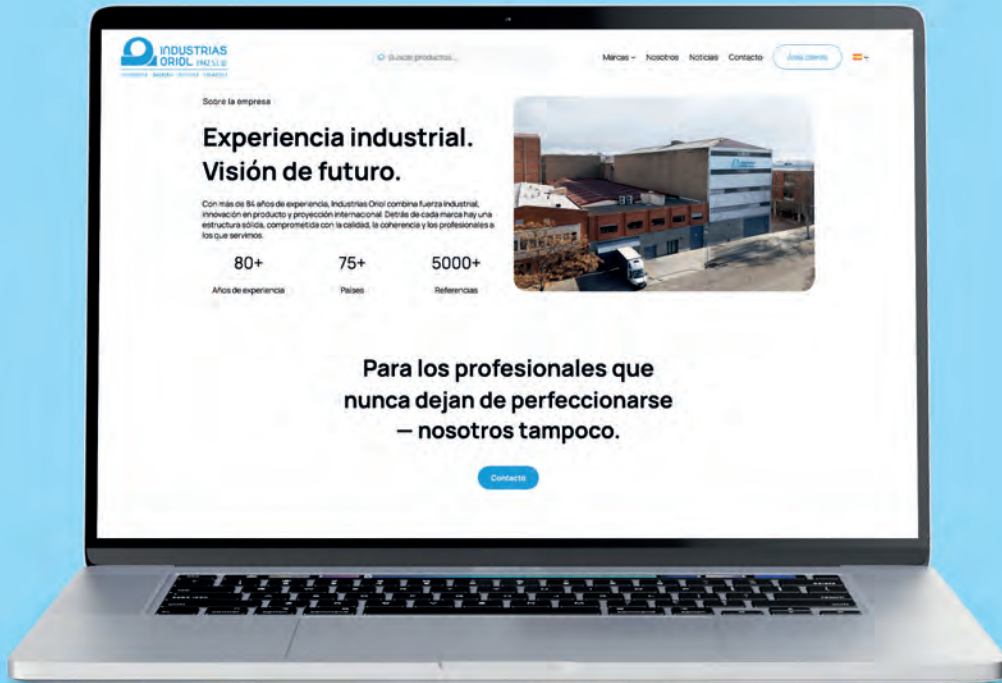 INDUSTRIAS
ORIOL 1942 S.L.U.
Buscar productos...
Marcas Nosotros Noticias Contacto Área clientes
Sobre la empresa
Experiencia industrial.
Visión de futuro.
Con más de 84 años de experiencia, Industrias Oriol combina fuerza industrial,
innovación en producto y proyección internacional. Detrás de cada marca hay una
estructura sólida, comprometida con la calidad, la coherencia y los profesionales a
los que servimos.
80+ 75+ 5000+
Años de experiencia Países Referencias
Para los profesionales que
nunca dejan de perfeccionarse
— nosotros tampoco.
Contacto